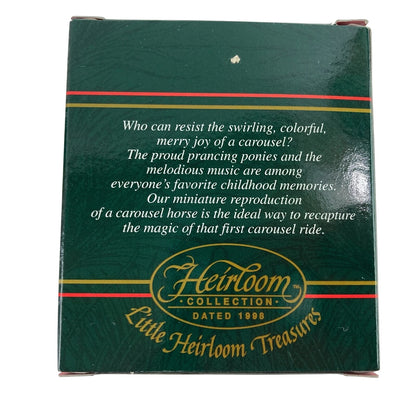 Who can resist the swirling, colorful,
merry joy of a carousel?
The proud prancing ponies and the
melodious music are among
everyone's favorite childhood memories.
Our miniature reproduction
of a carousel horse is the ideal way to recapture
the magic of that first carousel ride.
Heirloom™
· COLLECTION ·
DATED 1998
Little Heirloom Treasures